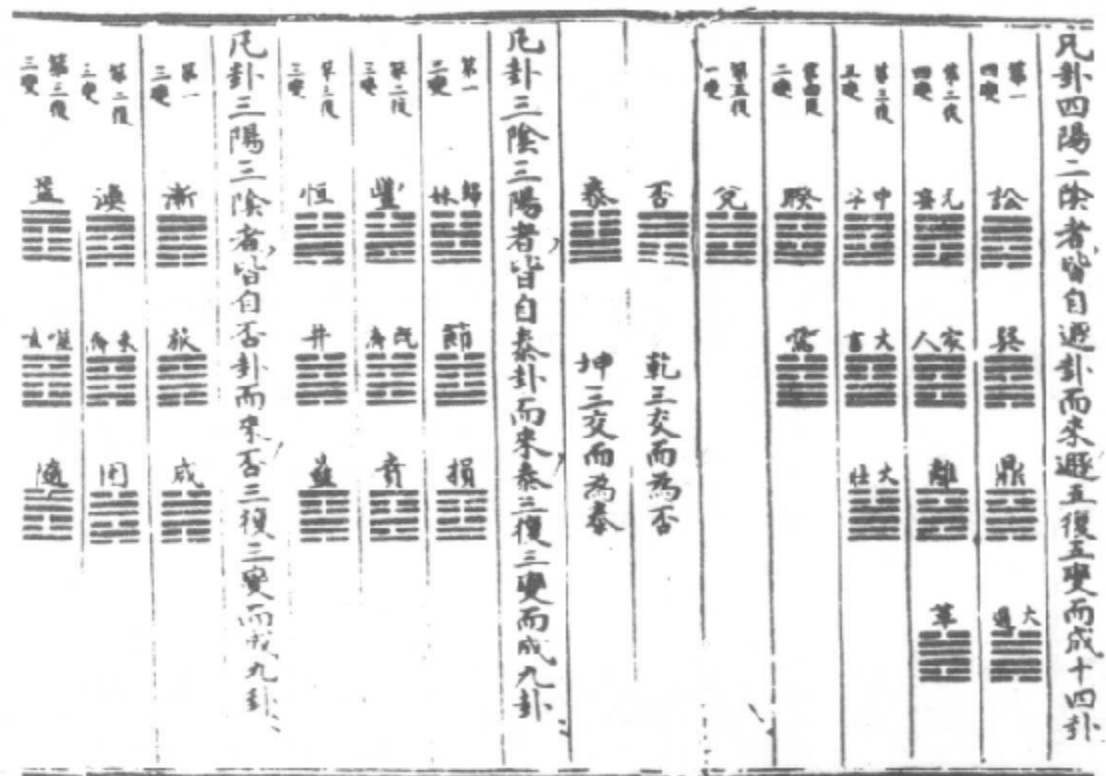 凡卦四陽二陰者皆自遯卦而來遯五復五變而成十四卦
第一四變
訟
巽
鼎
大過
第二復四變
无妄
家人
離
革
第三復三變
中孚
大畜
大壯
第四復二變
睽
需
第五復一變
兌
否
乾三交而為否
泰
坤三交而為泰
凡卦三陰三陽者皆自泰卦而來泰三復三變而成九卦
第一三變
歸妹
節
損
第二復三變
豐
既濟
賁
第三復三變
恒
井
蠱
凡卦三陽三陰者皆自否卦而來否三復三變而成九卦
第一三變
漸
旅
咸
第二復三變
渙
未濟
困
第三復三變
益
噬嗑
隨